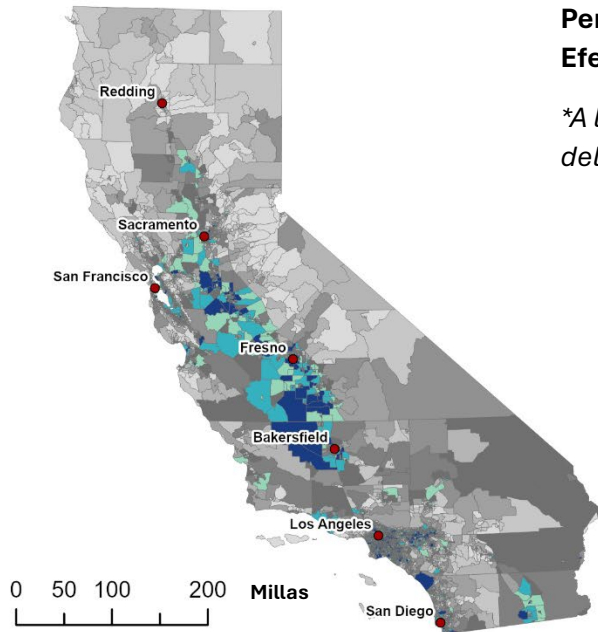 Redding
Sacramento
San Francisco
Fresno
Bakersfield
Los Angeles
San Diego
0 50 100 200 Millas